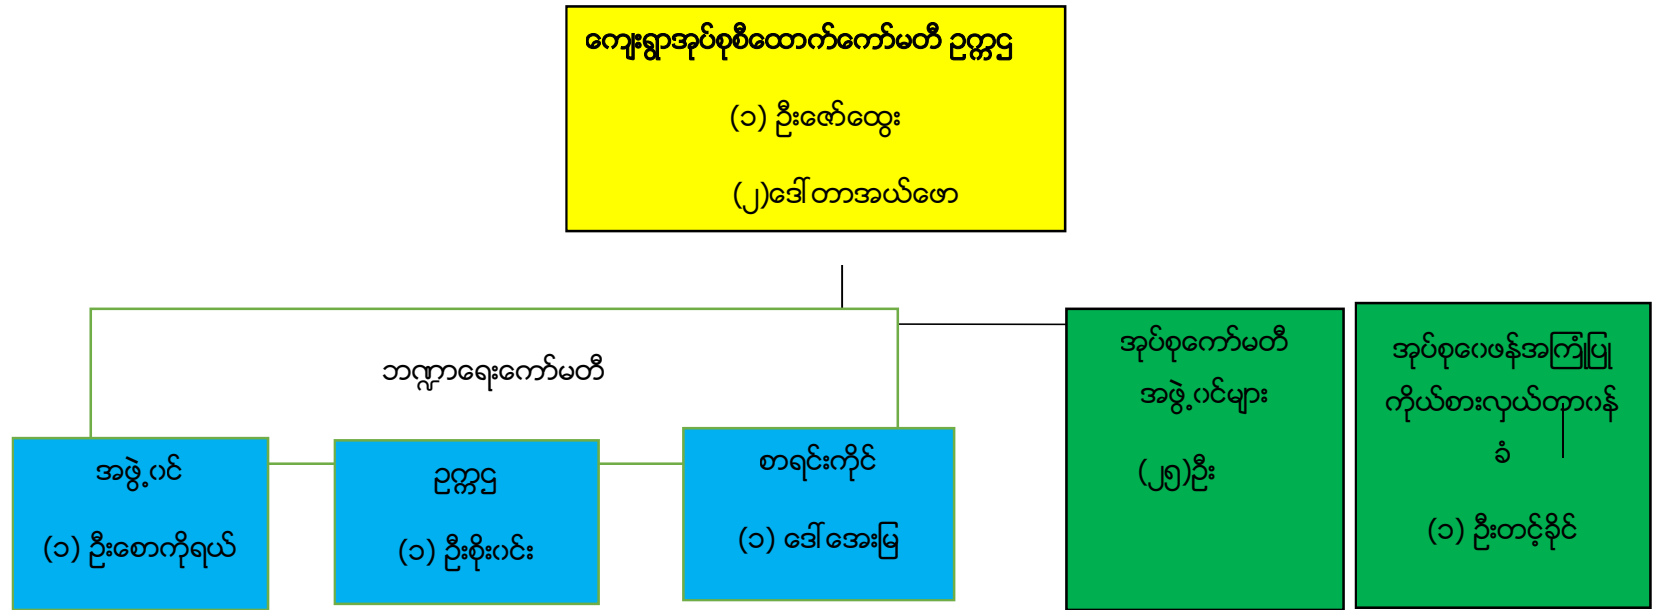 ကျေးရွာအုပ်စုစီထောက်ကော်မတီ ဥက္ကဌ
(၁) ဦးဇော်ထွေး
(၂)ဒေါ်တာအယ်ဖော
ဘဏ္ဍာရေးကော်မတီ
အဖွဲ့ဝင်
(၁) ဦးစောကိုရယ်
ဥက္ကဌ
(၁) ဦးစိုးဝင်း
စာရင်းကိုင်
(၁) ဒေါ်အေးမြ
အုပ်စုကော်မတီ
အဖွဲ့ဝင်များ
(၂၅)ဦး
အုပ်စုဝေဖန်အကြံပြု
ကိုယ်စားလှယ်တာဝန်
ခံ
(၁) ဦးတင့်ခိုင်